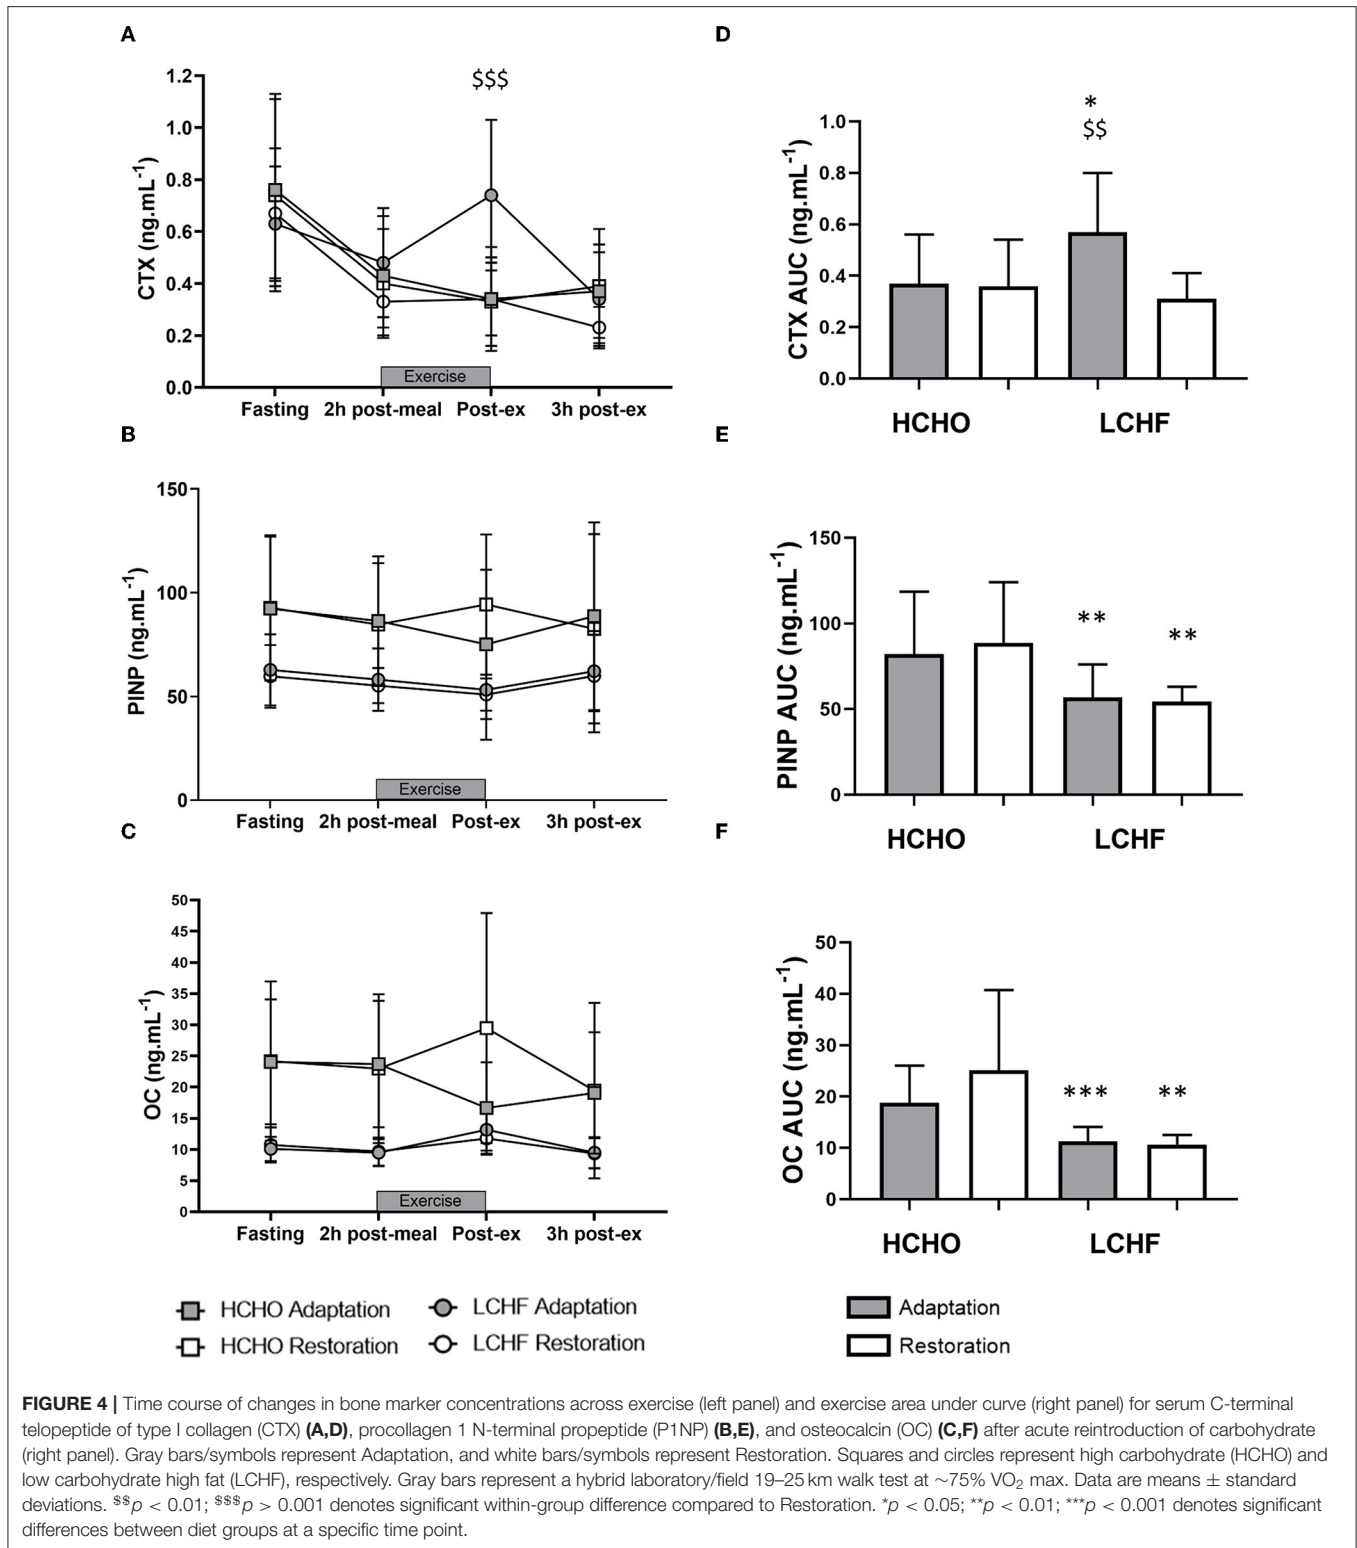 A
CTX (ng.mL-1)
1.2
1.0
0.8
0.6
0.4
0.2
0.0
$$$
Exercise
Fasting 2h post-meal Post-ex 3h post-ex
D
CTX AUC (ng.mL-1)
1.0
0.8
0.6
0.4
0.2
0.0
*
$$
HCHO LCHF
B
PINP (ng.mL-1)
150
100
50
0
Exercise
Fasting 2h post-meal Post-ex 3h post-ex
E
PINP AUC (ng.mL-1)
150
100
50
0
**
**
HCHO LCHF
C
OC (ng.mL-1)
50
45
40
35
30
25
20
15
10
5
0
Exercise
Fasting 2h post-meal Post-ex 3h post-ex
F
OC AUC (ng.mL-1)
50
40
30
20
10
0
*** **
HCHO LCHF
HCHO Adaptation LCHF Adaptation
HCHO Restoration LCHF Restoration
Adaptation
Restoration
FIGURE 4 | Time course of changes in bone marker concentrations across exercise (left panel) and exercise area under curve (right panel) for serum C-terminal
telopeptide of type I collagen (CTX) (A,D), procollagen 1 N-terminal propeptide (P1NP) (B,E), and osteocalcin (OC) (C,F) after acute reintroduction of carbohydrate
(right panel). Gray bars/symbols represent Adaptation, and white bars/symbols represent Restoration. Squares and circles represent high carbohydrate (HCHO) and
low carbohydrate high fat (LCHF), respectively. Gray bars represent a hybrid laboratory/field 19–25 km walk test at ~75% VO2 max. Data are means ± standard
deviations. $$p < 0.01; $$$p > 0.001 denotes significant within-group difference compared to Restoration. *p < 0.05; **p < 0.01; ***p < 0.001 denotes significant
differences between diet groups at a specific time point.